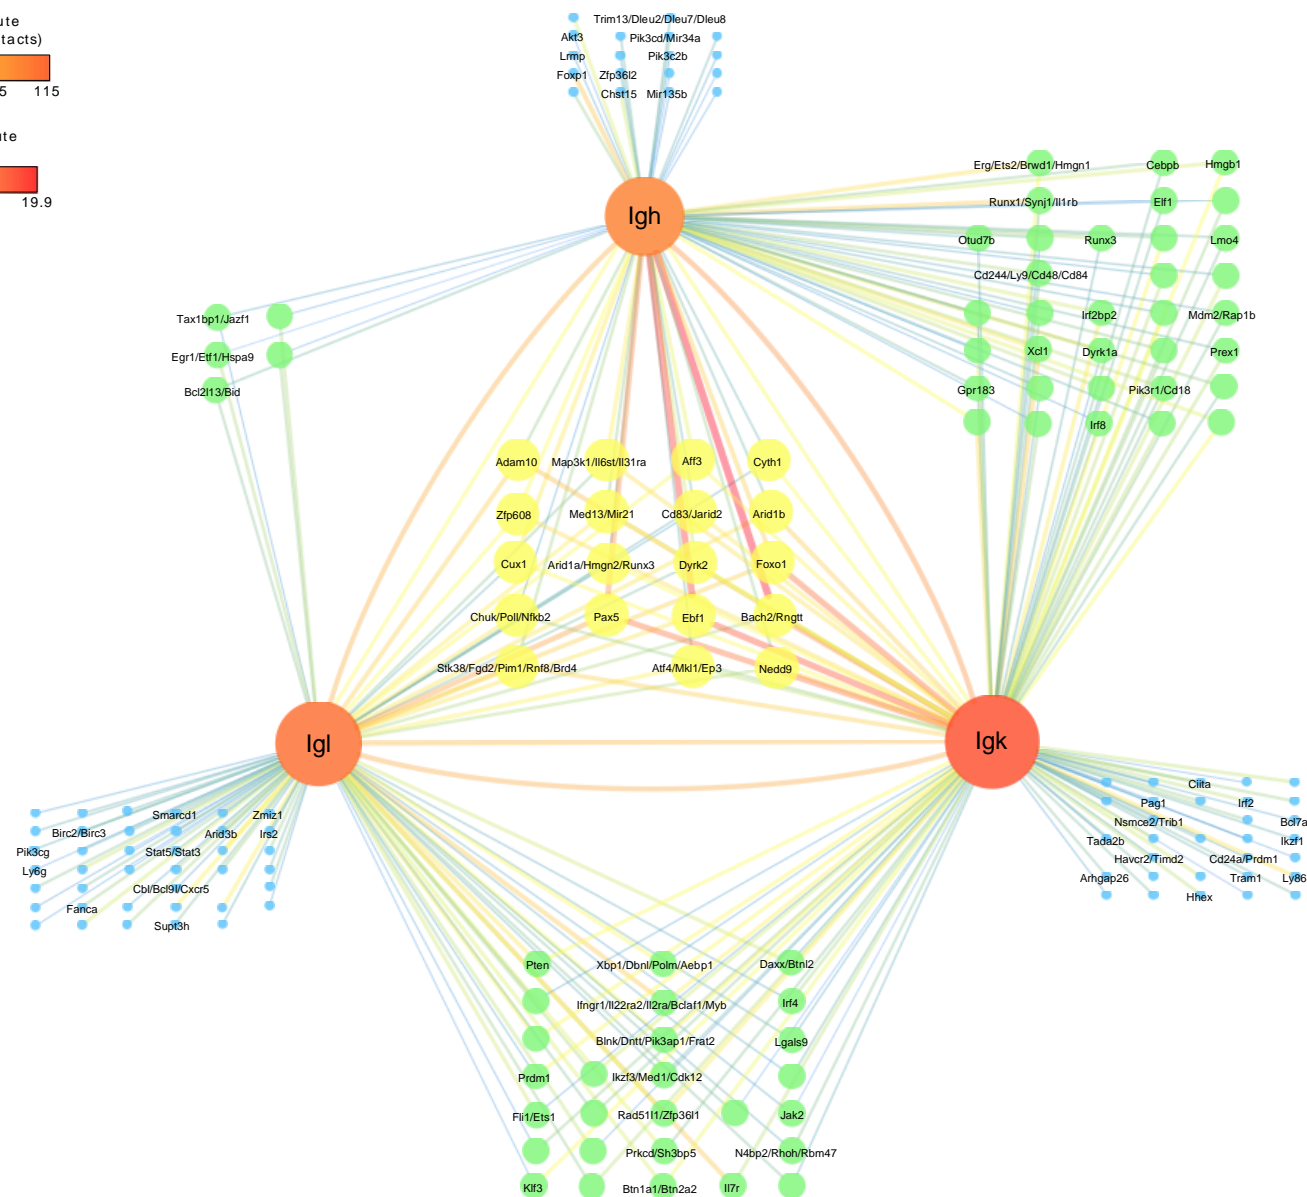 ute
tacts)
5 115
ute
19.9
Trim13/Dleu2/Dleu7/Dleu8
Akt3 Pik3cd/Mir34a
Lrmp Pik3c2b
Foxp1 Zfp36l2
Chst15 Mir135b
Igh
Erg/Ets2/Brwd1/Hmgn1 Cebpb Hmgb1
Runx1/Synj1/Il1rb Elf1
Otud7b Runx3 Lmo4
Cd244/Ly9/Cd48/Cd84
Irf2bp2 Mdm2/Rap1b
Xcl1 Dyrk1a Prex1
Gpr183 Pik3r1/Cd18
Irf8
Tax1bp1/Jazf1
Egr1/Etf1/Hspa9
Bcl2l13/Bid
Adam10 Map3k1/Il6st/Il31ra Aff3 Cyth1
Zfp608 Med13/Mir21 Cd83/Jarid2 Arid1b
Cux1 Arid1a/Hmgn2/Runx3 Dyrk2 Foxo1
Chuk/Poll/Nfkb2 Pax5 Ebf1 Bach2/Rngtt
Stk38/Fgd2/Pim1/Rnf8/Brd4 Atf4/Mkl1/Ep3 Nedd9
Igl Igk
Smarcd1 Zmiz1
Birc2/Birc3 Arid3b Irs2
Pik3cg Stat5/Stat3
Ly6g
Cbl/Bcl9l/Cxcr5
Fanca
Supt3h
Ciita
Pag1 Irf2
Nsmce2/Trib1 Bcl7a
Tada2b Ikzf1
Havcr2/Timd2 Cd24a/Prdm1
Arhgap26 Tram1 Ly86
Hhex
Pten Xbp1/Dbnl/Polm/Aebp1 Daxx/Btnl2
Ifngr1/Il22ra2/Il2ra/Bclaf1/Myb Irf4
Blnk/Dntt/Pik3ap1/Frat2 Lgals9
Prdm1 Ikzf3/Med1/Cdk12
Fli1/Ets1 Rad51l1/Zfp36l1 Jak2
Prkcd/Sh3bp5 N4bp2/Rhoh/Rbm47
Klf3 Btn1a1/Btn2a2 Il7r